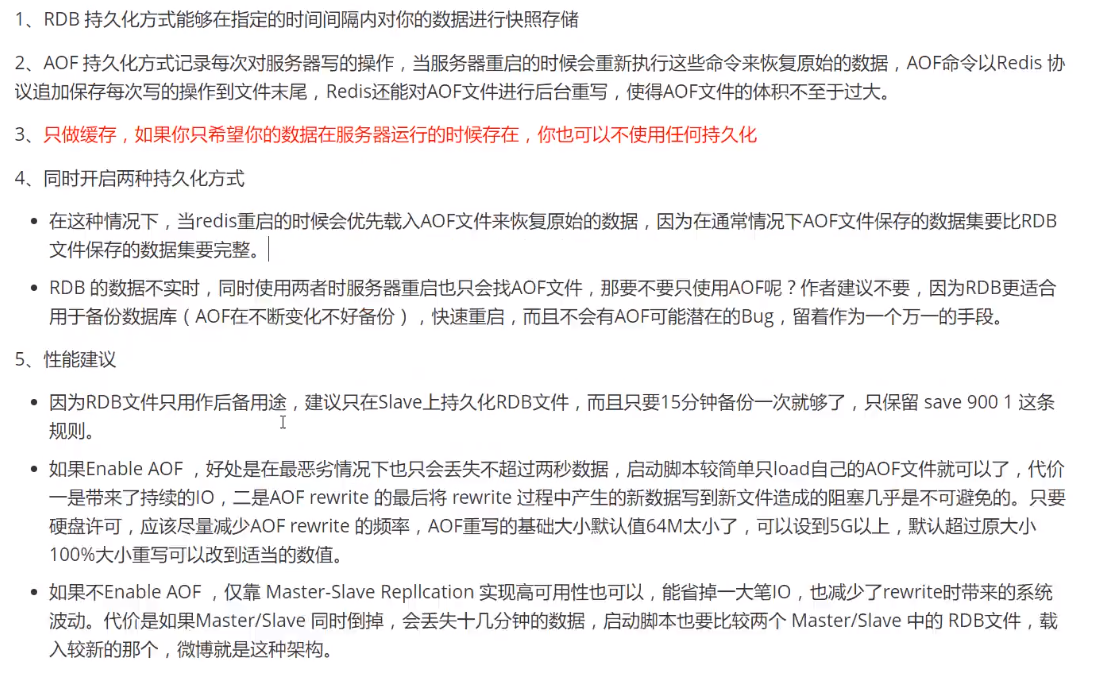 1、RDB 持久化方式能够在指定的时间间隔内对你的数据进行快照存储
2、AOF 持久化方式记录每次对服务器写的操作，当服务器重启的时候会重新执行这些命令来恢复原始的数据，AOF命令以Redis 协
议追加保存每次写的操作到文件末尾，Redis还能对AOF文件进行后台重写，使得AOF文件的体积不至于过大。
3、只做缓存，如果你只希望你的数据在服务器运行的时候存在，你也可以不使用任何持久化
4、同时开启两种持久化方式
• 在这种情况下，当redis重启的时候会优先载入AOF文件来恢复原始的数据，因为在通常情况下AOF文件保存的数据集要比RDB
文件保存的数据集要完整。
• RDB 的数据不实时，同时使用两者时服务器重启也只会找AOF文件，那要不要只使用AOF呢？作者建议不要，因为RDB更适合
用于备份数据库（AOF在不断变化不好备份），快速重启，而且不会有AOF可能潜在的Bug，留着作为一个万一的手段。
5、性能建议
• 因为RDB文件只用作后备用途，建议只在Slave上持久化RDB文件，而且只要15分钟备份一次就够了，只保留 save 900 1 这条
规则。
• 如果Enable AOF ，好处是在最恶劣情况下也只会丢失不超过两秒数据，启动脚本较简单只load自己的AOF文件就可以了，代价
一是带来了持续的IO，二是AOF rewrite 的最后将 rewrite 过程中产生的新数据写到新文件造成的阻塞几乎是不可避免的。只要
硬盘许可，应该尽量减少AOF rewrite 的频率，AOF重写的基础大小默认值64M太小了，可以设到5G以上，默认超过原大小
100%大小重写可以改到适当的数值。
• 如果不Enable AOF ，仅靠 Master-Slave Repllcation 实现高可用性也可以，能省掉一大笔IO，也减少了rewrite时带来的系统
波动。代价是如果Master/Slave 同时倒掉，会丢失十几分钟的数据，启动脚本也要比较两个 Master/Slave 中的 RDB文件，载
入较新的那个，微博就是这种架构。